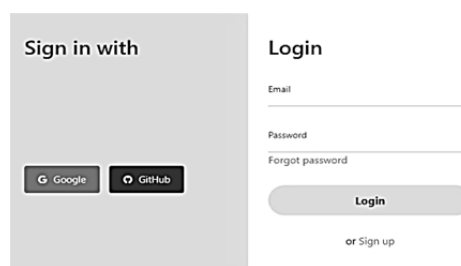 Sign in with
Google
GitHub
Login
Email
Password
Forgot password
Login
or Sign up